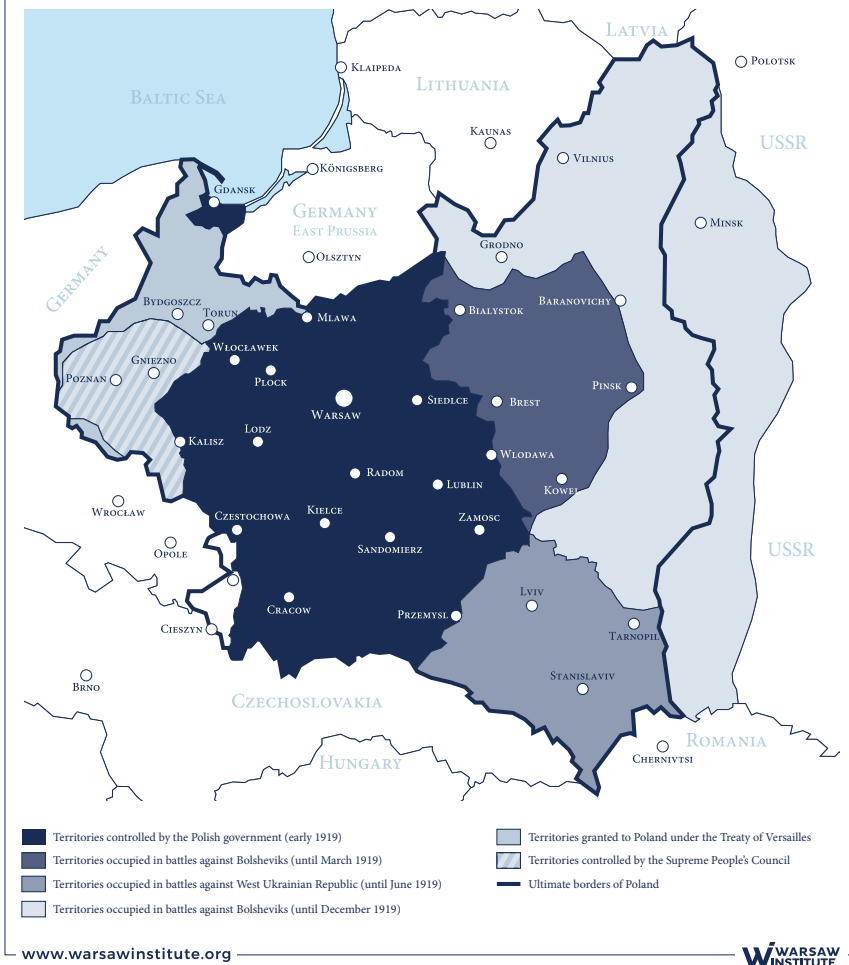 Latvia
Polotsk
Klaipeda
Lithuania
Baltic Sea
Kaunas
USSR
Vilnius
Königsberg
Gdansk
Germany
East Prussia
Minsk
Grodno
Olsztyn
Germany
Bydgoszcz
Torun
Mlawa
Bialystok
Baranovichy
Włocławek
Gniezno
Poznan
Plock
Pinsk
Siedlce
Brest
Warsaw
Lodz
Kalisz
Wlodawa
Radom
Lublin
Kowel
Wrocław
Czestochowa
Kielce
Zamosc
Opole
Sandomierz
USSR
Lviv
Cracow
Przemysl
Cieszyn
Tarnopil
Stanislaviv
Brno
Czechoslovakia
Romania
Chernivtsi
Hungary
Territories controlled by the Polish government (early 1919)
Territories occupied in battles against Bolsheviks (until March 1919)
Territories occupied in battles against West Ukrainian Republic (until June 1919)
Territories occupied in battles against Bolsheviks (until December 1919)
Territories granted to Poland under the Treaty of Versailles
Territories controlled by the Supreme People's Council
Ultimate borders of Poland
www.warsawinstitute.org
WARSAW
INSTITUTE